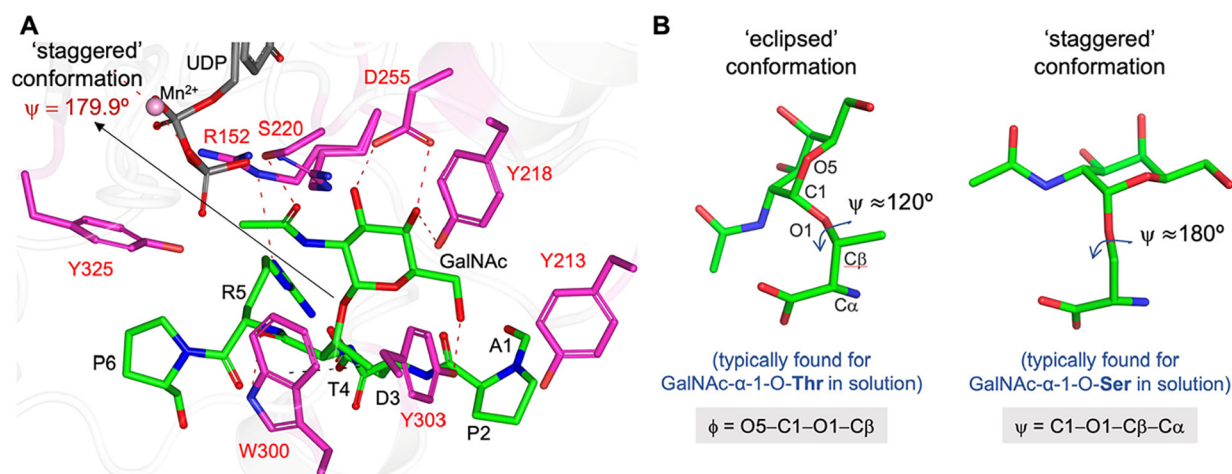 A
'staggered'
conformation
ψ = 179.9º
UDP
Mn2+
D255
R152
S220
Y218
Y325
GalNAc
Y213
R5
P6
A1
T4
D3
Y303
P2
W300
B
'eclipsed'
conformation
'staggered'
conformation
O5
C1
ψ ≈120º
O1
Cβ
Cα
ψ ≈180º
(typically found for
GalNAc-α-1-O-Thr in solution)
(typically found for
GalNAc-α-1-O-Ser in solution)
ϕ = O5–C1–O1–Cβ
ψ = C1–O1–Cβ–Cα